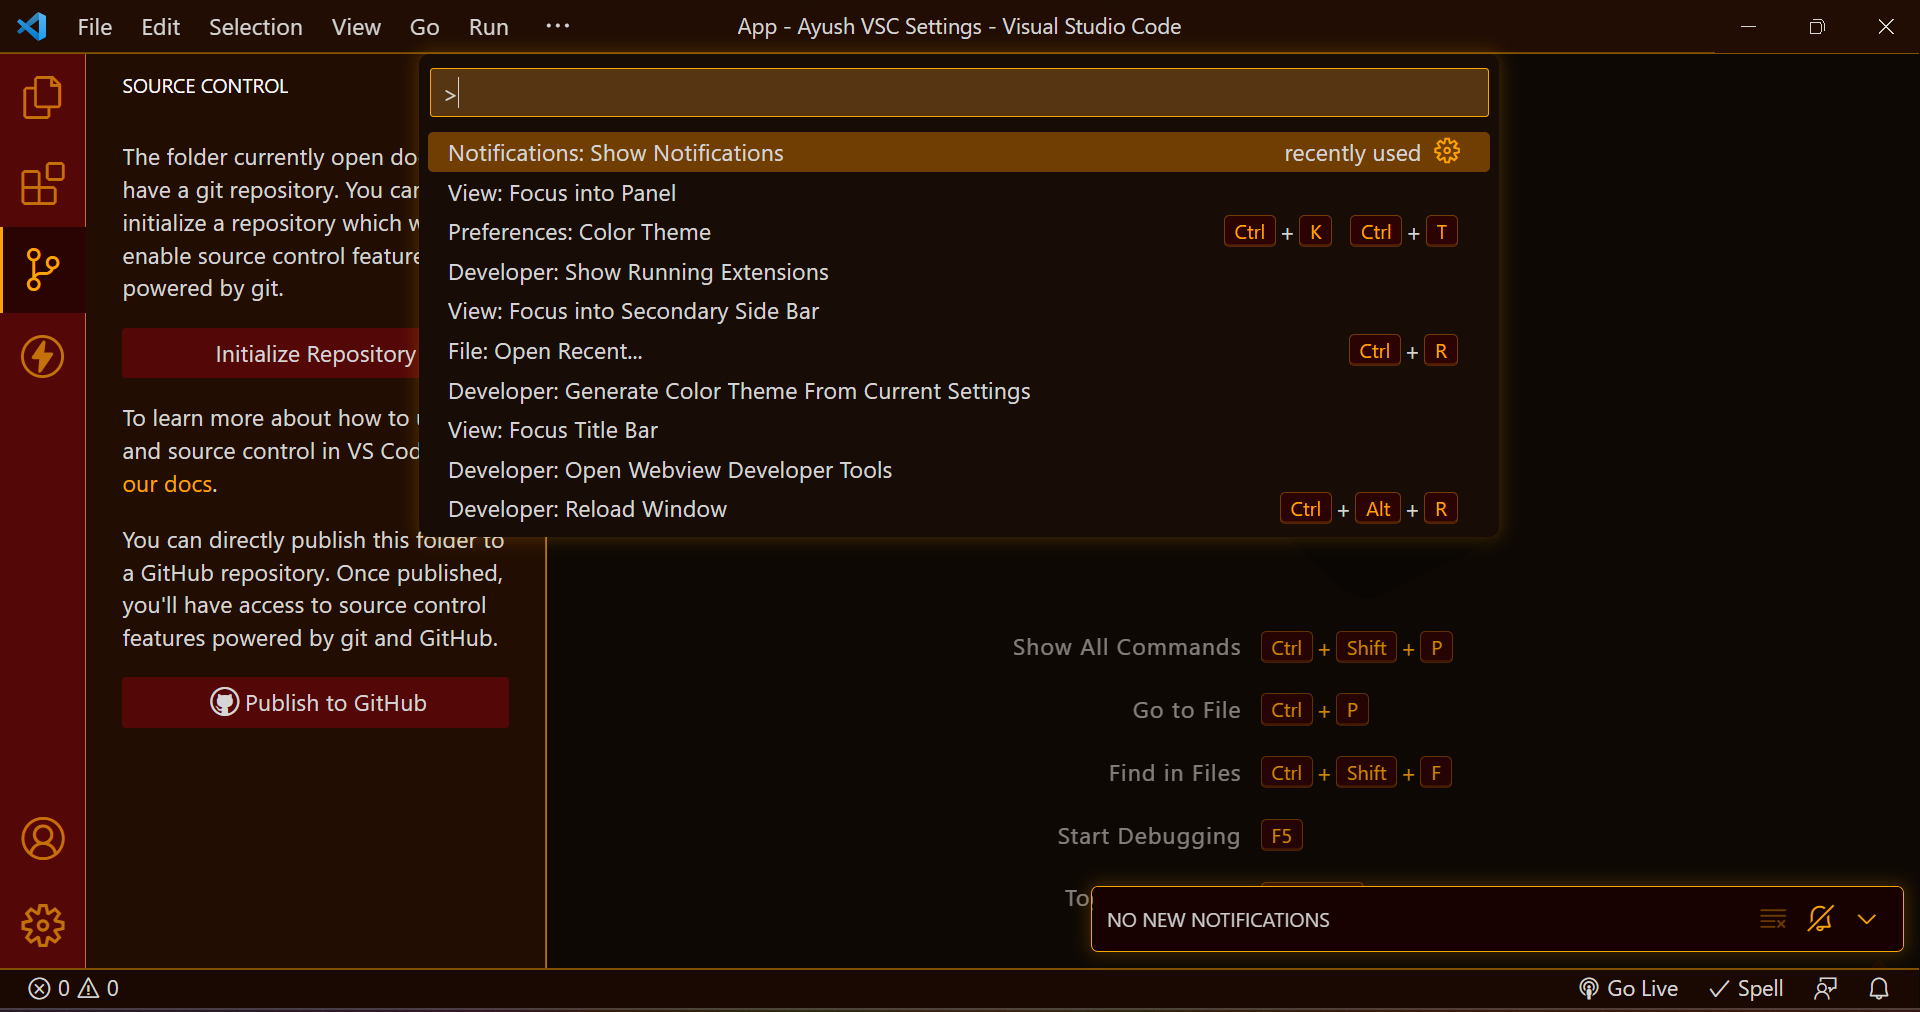 File Edit Selection View Go Run ···
App - Ayush VSC Settings - Visual Studio Code
SOURCE CONTROL
The folder currently open
have a git repository. You
initialize a repository which
enable source control
powered by git.
Initialize Repository
To learn more about how to
and source control in VS
our docs.
You can directly publish this folder to
a GitHub repository. Once published,
you'll have access to source control
features powered by git and GitHub.
Publish to GitHub
>
Notifications: Show Notifications recently used
View: Focus into Panel
Preferences: Color Theme Ctrl + K Ctrl + T
Developer: Show Running Extensions
View: Focus into Secondary Side Bar
File: Open Recent... Ctrl + R
Developer: Generate Color Theme From Current Settings
View: Focus Title Bar
Developer: Open Webview Developer Tools
Developer: Reload Window Ctrl + Alt + R
Show All Commands Ctrl + Shift + P
Go to File Ctrl + P
Find in Files Ctrl + Shift + F
Start Debugging F5
NO NEW NOTIFICATIONS
0 0
Go Live Spell